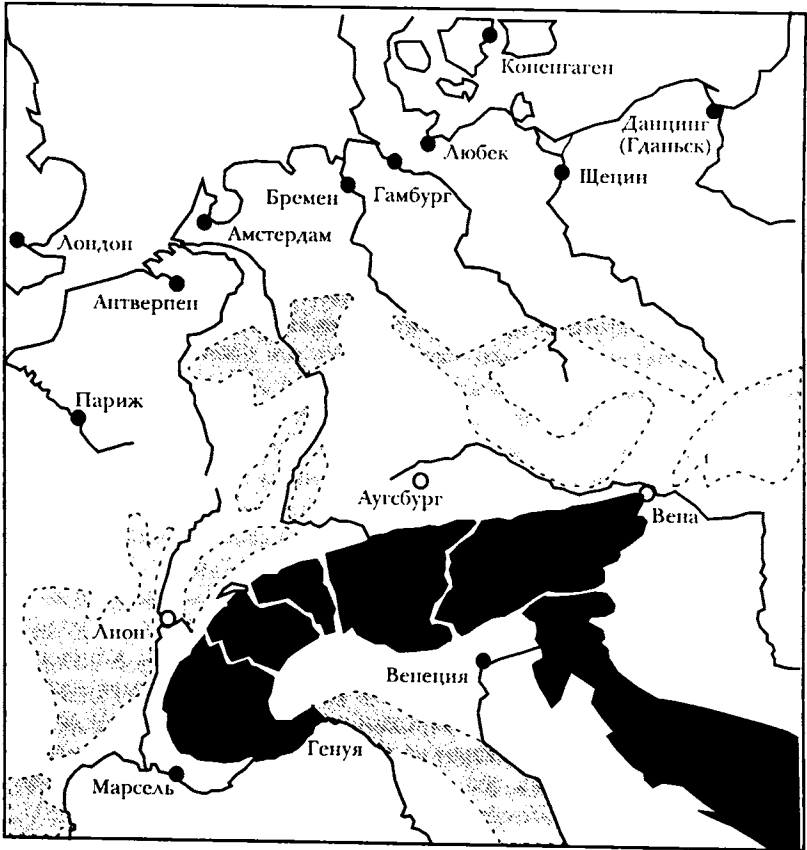 Копенгаген
Данциг
(Гданьск)
Любек
Щецин
Бремен
Гамбург
Амстердам
Лондон
Антверпен
Париж
Аугсбург
Вена
Лион
Венеция
Генуя
Марсель